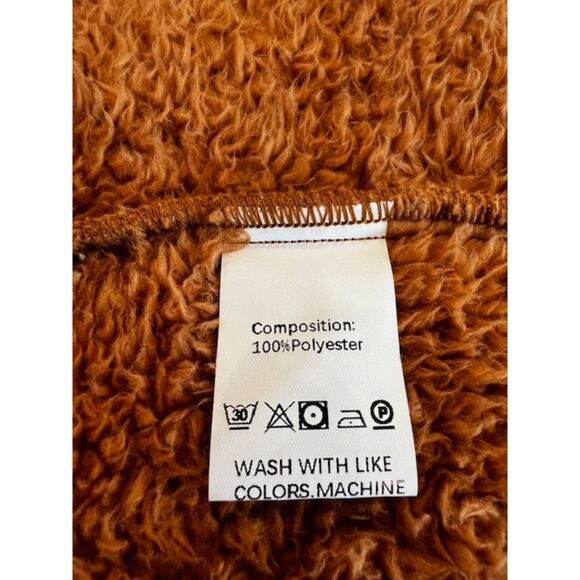 Composition:
100%Polyester
30 P
WASH WITH LIKE
COLORS.MACHINE